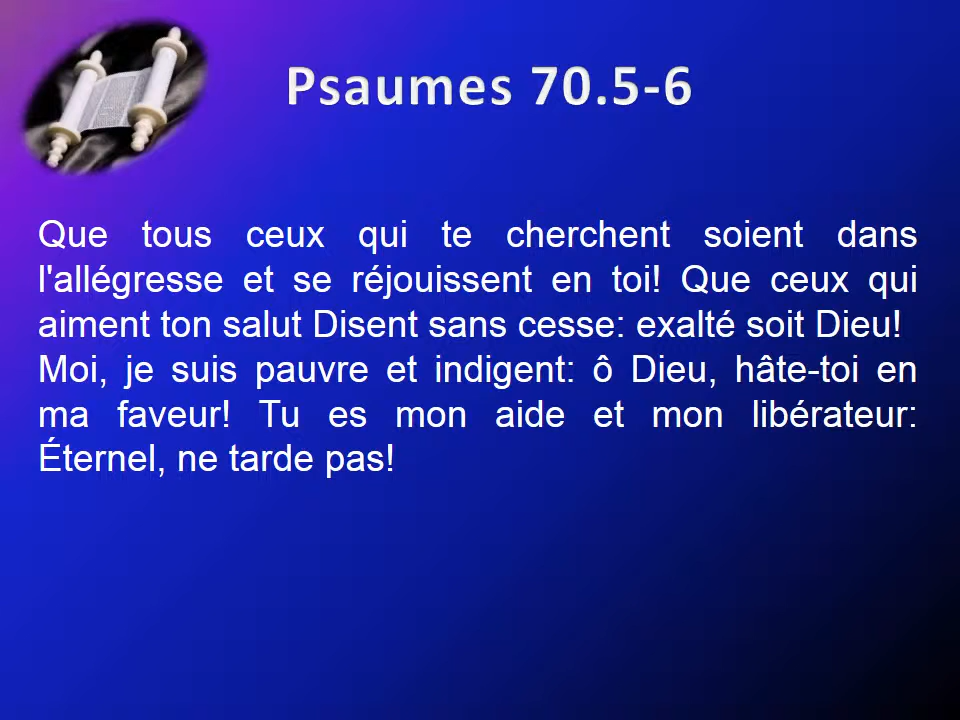 Psaumes 70.5-6
Que tous ceux qui te cherchent soient dans
l'allégresse et se réjouissent en toi! Que ceux qui
aiment ton salut Disent sans cesse: exalté soit Dieu!
Moi, je suis pauvre et indigent: ô Dieu, hâte-toi en
ma faveur! Tu es mon aide et mon libérateur:
Éternel, ne tarde pas!